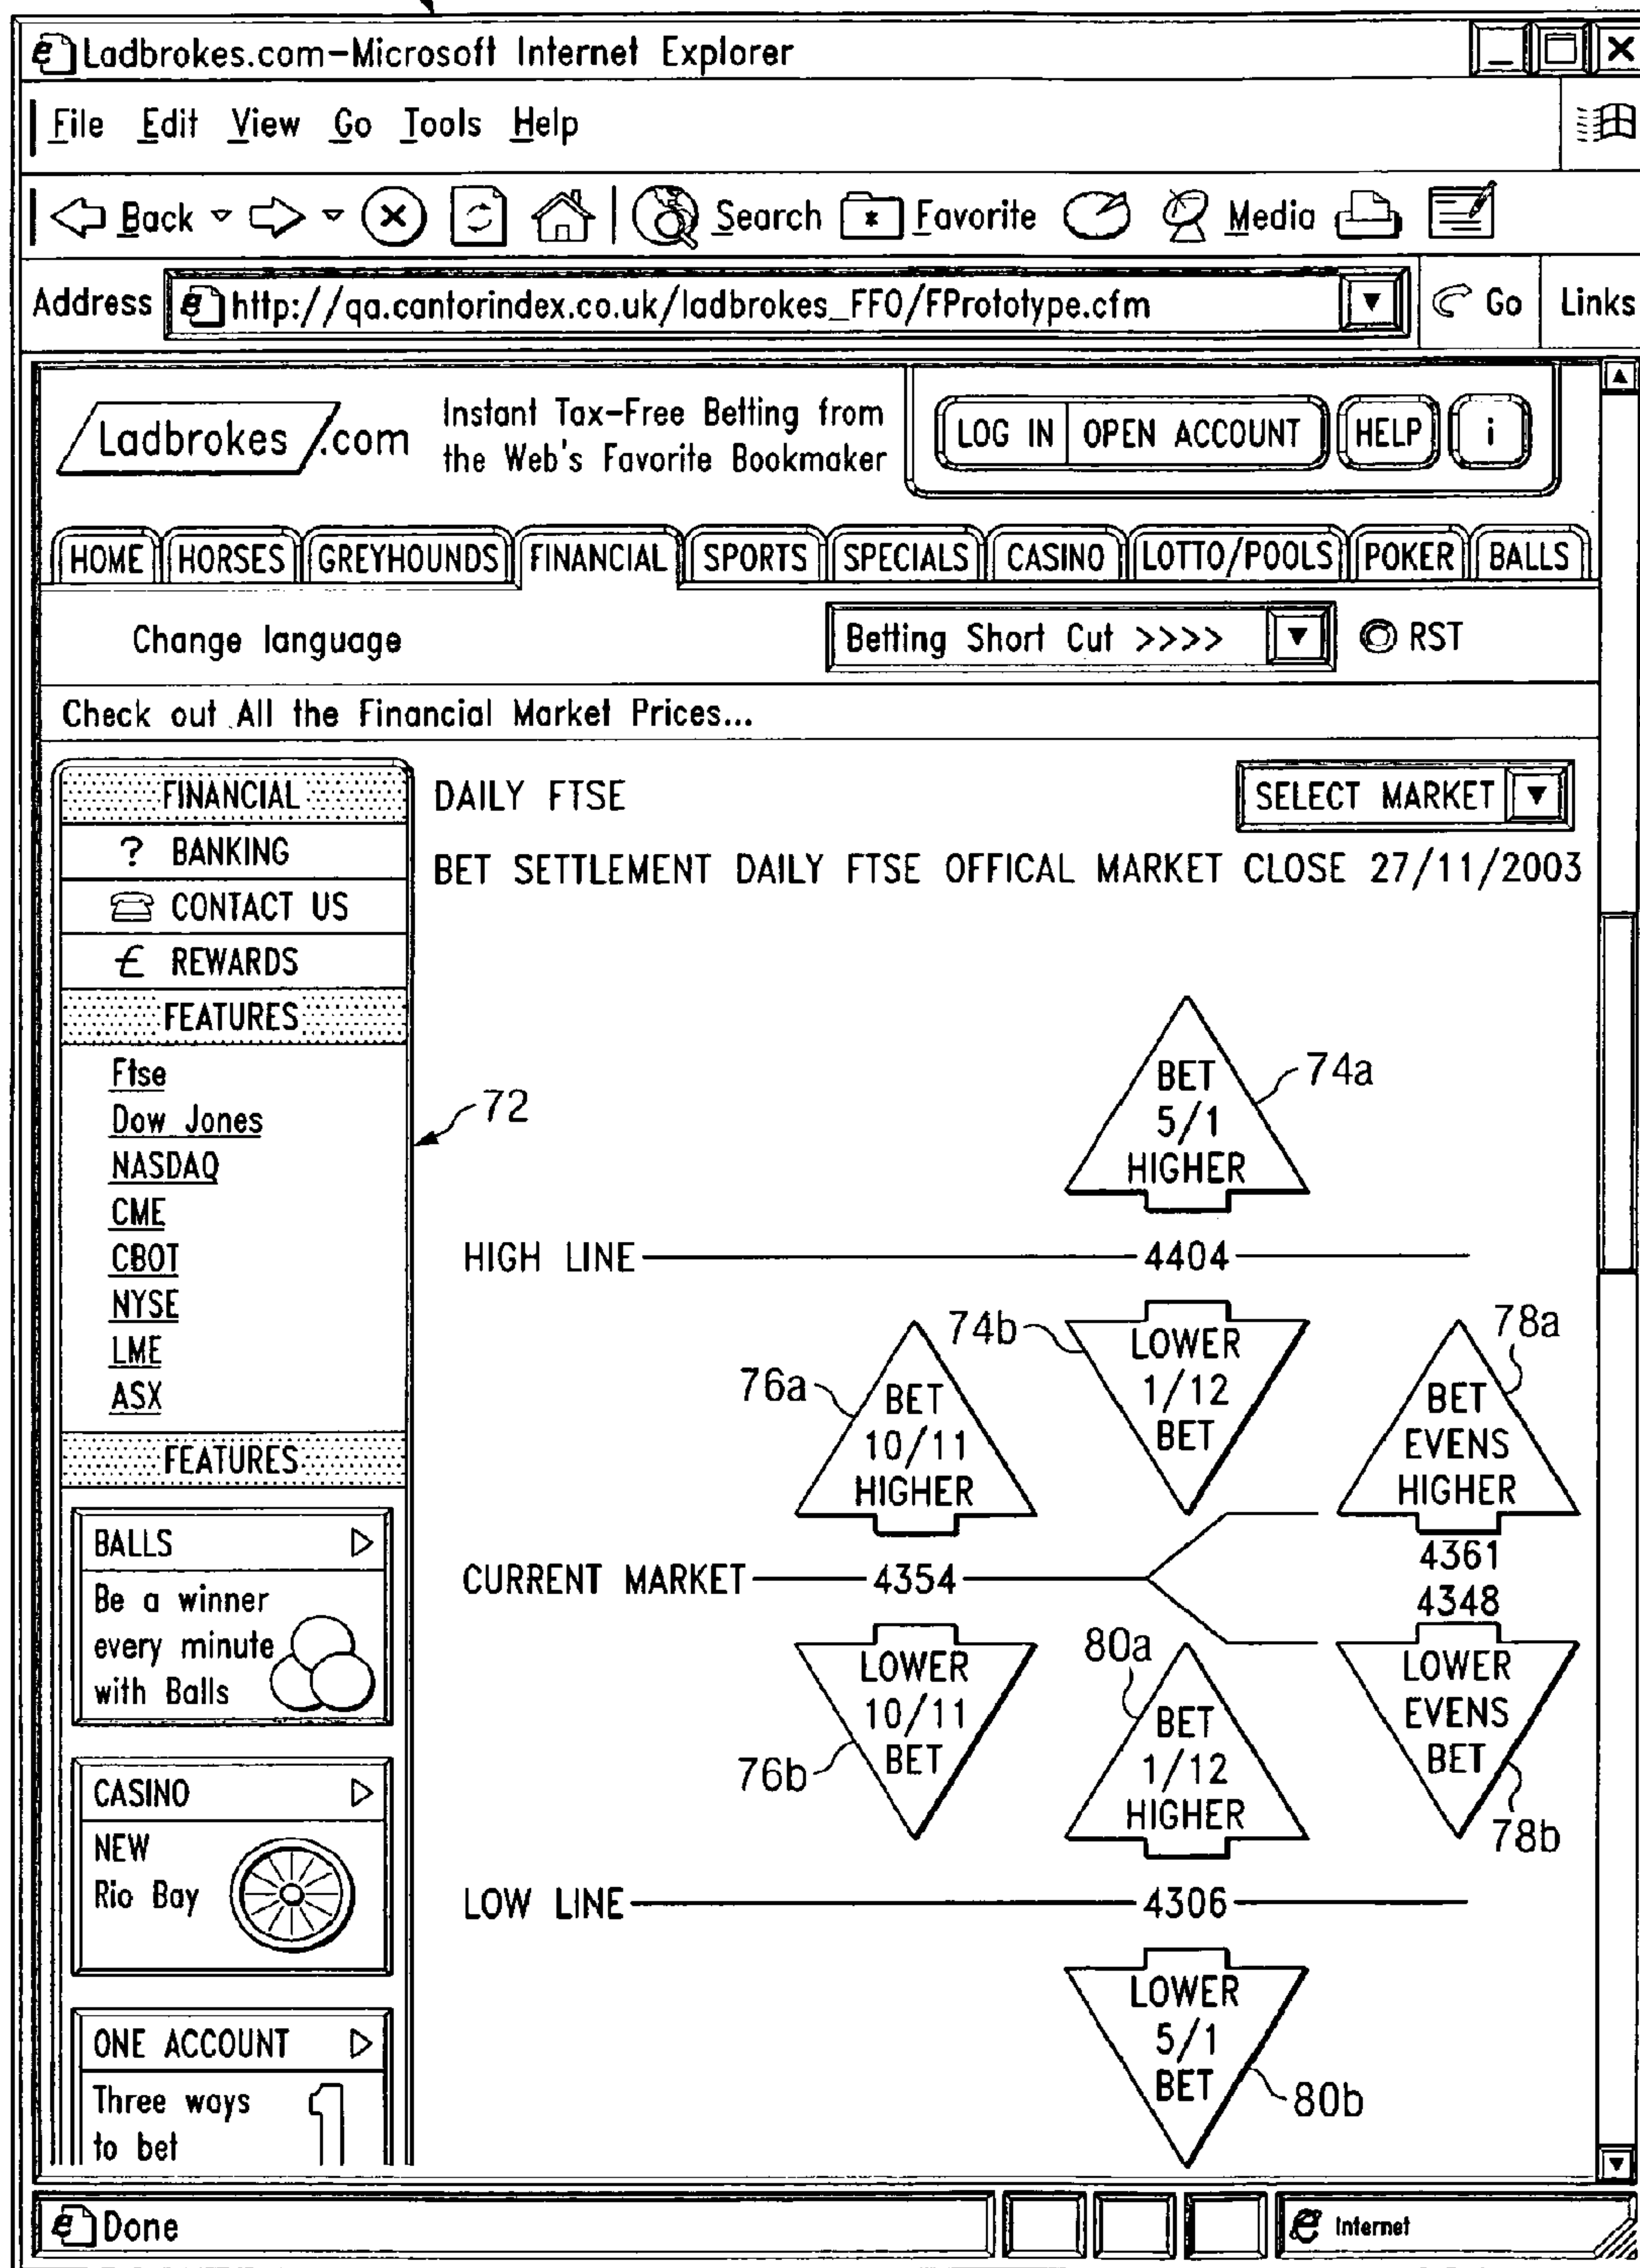 Ladbrokes.com-Microsoft Internet Explorer
File Edit View Go Tools Help
Back Search Favorite Media
Address http://qa.cantorindex.co.uk/ladbrokes_FFO/FPrototype.cfm Go Links
Ladbrokes.com
Instant Tax-Free Betting from
the Web's Favorite Bookmaker
LOG IN OPEN ACCOUNT HELP i
HOME HORSES GREYHOUNDS FINANCIAL SPORTS SPECIALS CASINO LOTTO/POOLS POKER BALLS
Change language Betting Short Cut >>>> RST
Check out All the Financial Market Prices...
FINANCIAL
? BANKING
CONTACT US
£ REWARDS
FEATURES
Ftse
Dow Jones
NASDAQ
CME
CBOT
NYSE
LME
ASX
FEATURES
BALLS
Be a winner
every minute
with Balls
CASINO
NEW
Rio Bay
ONE ACCOUNT
Three ways
to bet
1
72
DAILY FTSE SELECT MARKET
BET SETTLEMENT DAILY FTSE OFFICAL MARKET CLOSE 27/11/2003
BET
5/1
HIGHER
74a
HIGH LINE 4404
74b
LOWER
1/12
BET
76a
BET
10/11
HIGHER
78a
BET
EVENS
HIGHER
CURRENT MARKET 4354
4361
4348
LOWER
10/11
BET
76b
80a
BET
1/12
HIGHER
LOWER
EVENS
BET
78b
LOW LINE 4306
LOWER
5/1
BET
80b
Done Internet